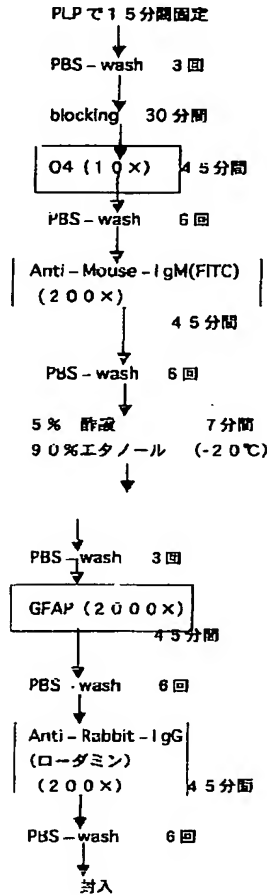 PLPで15分間固定
PBS-wash 3回
blocking 30分間
O4(10×) 45分間
PBS-wash 6回
Anti-Mouse-IgM(FITC)
(200×)
45分間
PBS-wash 6回
5% 酢酸 7分間
90%エタノール (-20℃)
PBS-wash 3回
GFAP(2000×)
45分間
PBS-wash 6回
Anti-Rabbit-IgG
(ローダミン)
(200×) 45分間
PBS-wash 6回
封入